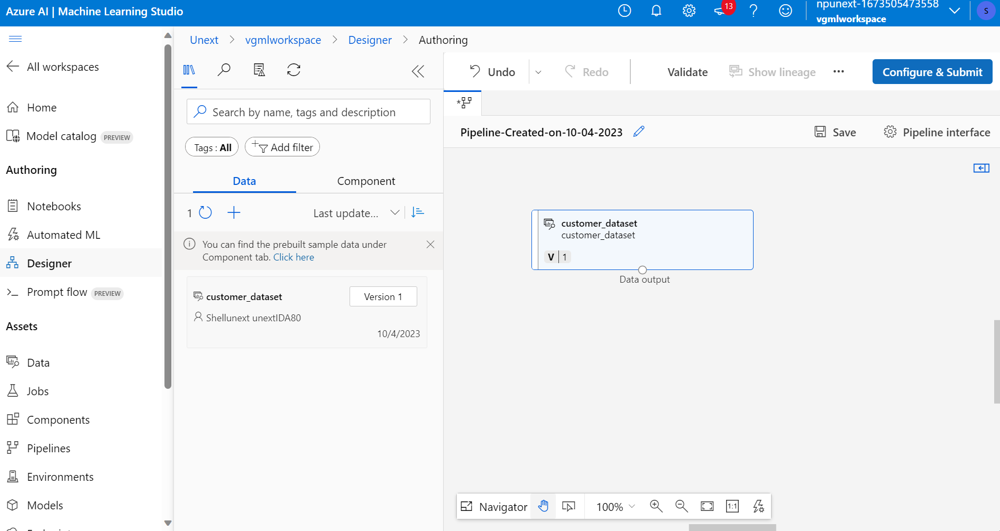 Azure AI | Machine Learning Studio
13
npunext-1673505473558
vgmlworkspace
S
All workspaces
Home
Model catalog PREVIEW
Authoring
Notebooks
Automated ML
Designer
Prompt flow PREVIEW
Assets
Data
Jobs
Components
Pipelines
Environments
Models
Unext > vgmlworkspace > Designer > Authoring
Search by name, tags and description
Tags : All
Add filter
Data Component
1
Last update...
You can find the prebuilt sample data under
Component tab. Click here
customer_dataset Version 1
Shellunext unextIDA80
10/4/2023
Undo Redo Validate Show lineage ... Configure & Submit
*
Pipeline-Created-on-10-04-2023 Save Pipeline interface
customer_dataset
customer_dataset
V | 1
Data output
Navigator 100% 1:1